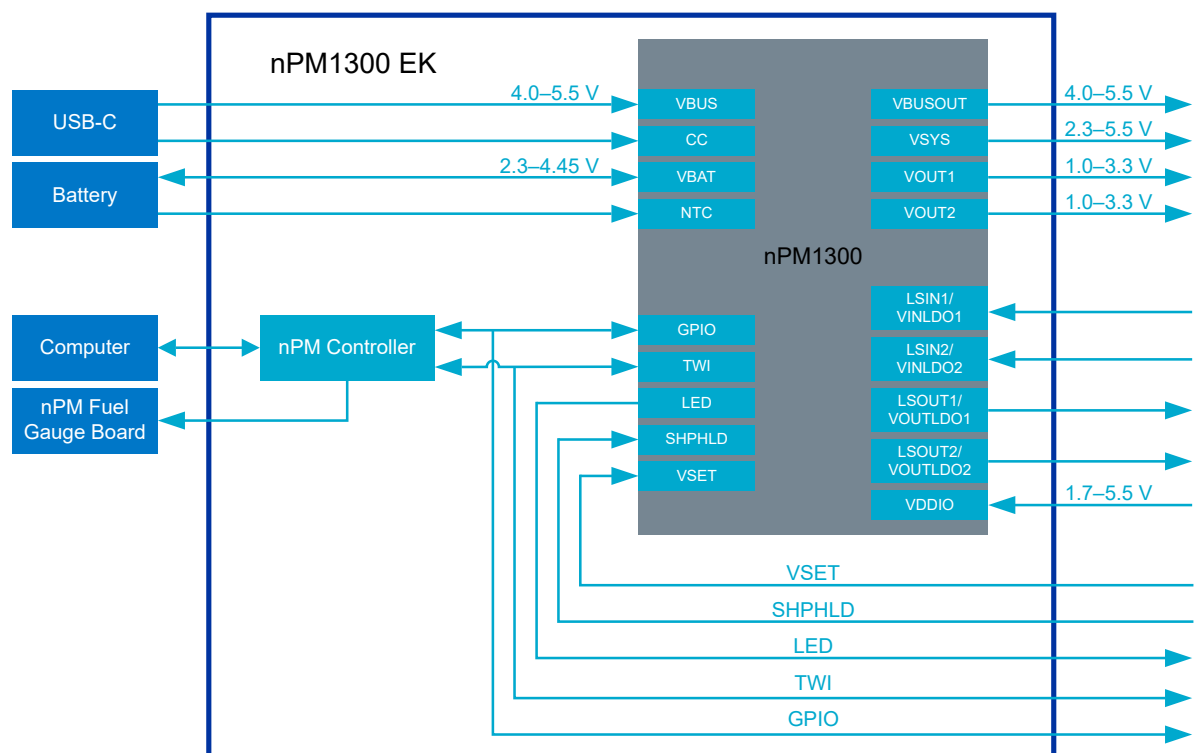 nPM1300 EK
4.0–5.5 V
4.0–5.5 V
USB-C
VBUS
VBUSOUT
CC
VSYS
2.3–5.5 V
Battery
2.3–4.45 V
VBAT
VOUT1
1.0–3.3 V
NTC
VOUT2
1.0–3.3 V
nPM1300
LSIN1/
VINLDO1
Computer
nPM Controller
GPIO
TWI
LSIN2/
VINLDO2
nPM Fuel
Gauge Board
LED
LSOUT1/
VOUTLDO1
SHPHLD
LSOUT2/
VOUTLDO2
VSET
VDDIO
1.7–5.5 V
VSET
SHPHLD
LED
TWI
GPIO